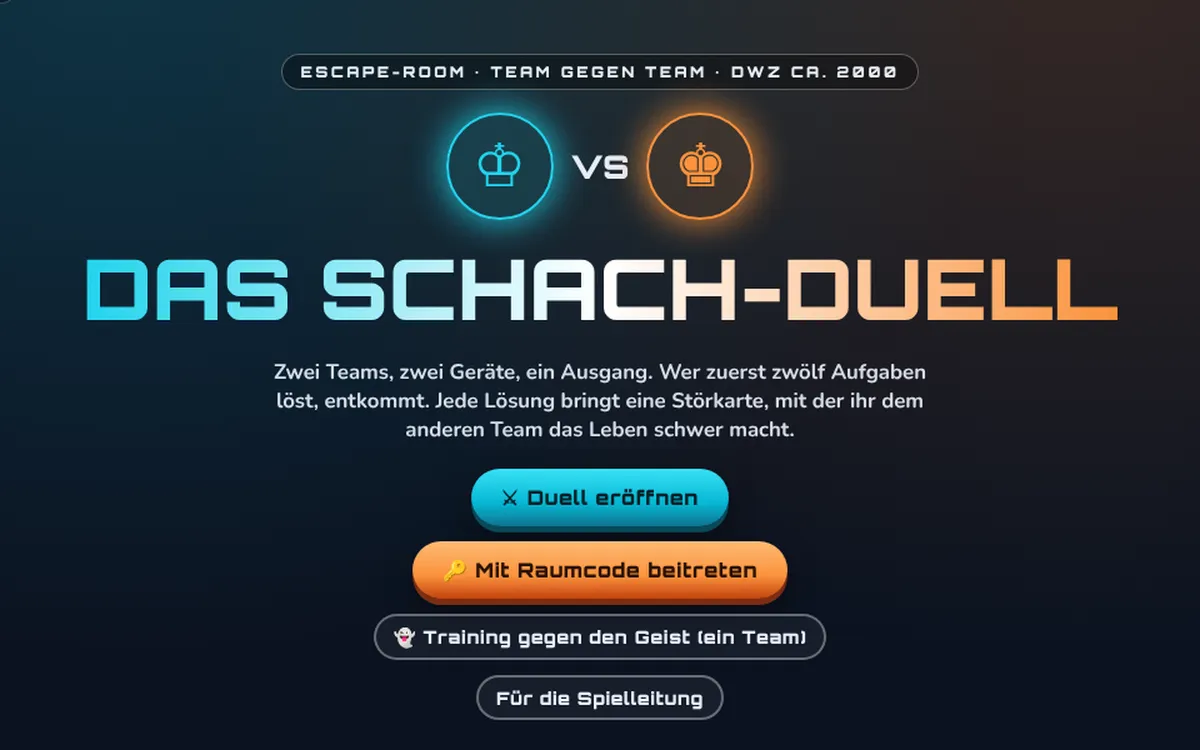 ESCAPE-ROOM · TEAM GEGEN TEAM · DWZ CA. 2000
VS
DAS SCHACH-DUELL
Zwei Teams, zwei Geräte, ein Ausgang. Wer zuerst zwölf Aufgaben
löst, entkommt. Jede Lösung bringt eine Störkarte, mit der ihr dem
anderen Team das Leben schwer macht.
⚔ Duell eröffnen
🔑 Mit Raumcode beitreten
👻 Training gegen den Geist (ein Team)
Für die Spielleitung